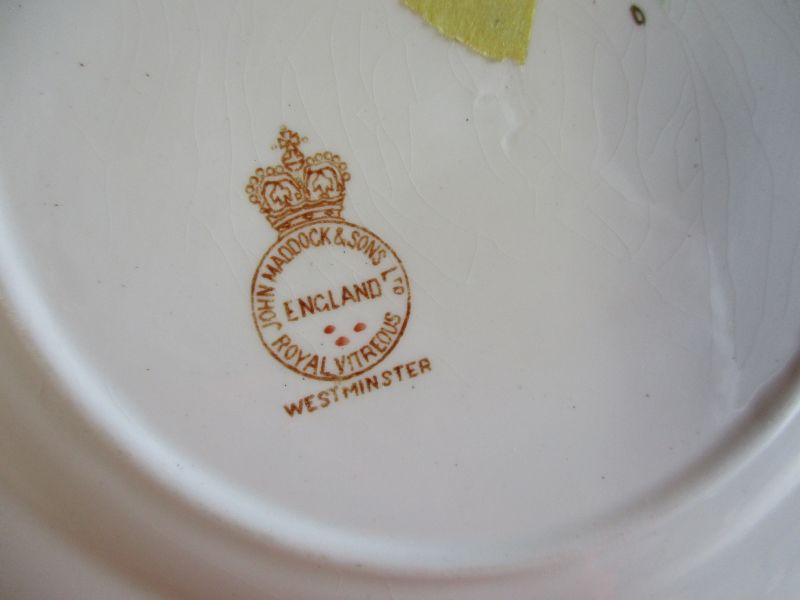 JOHN MADDOCK & SONS LTD
ENGLAND
ROYAL VITREOUS
WESTMINSTER